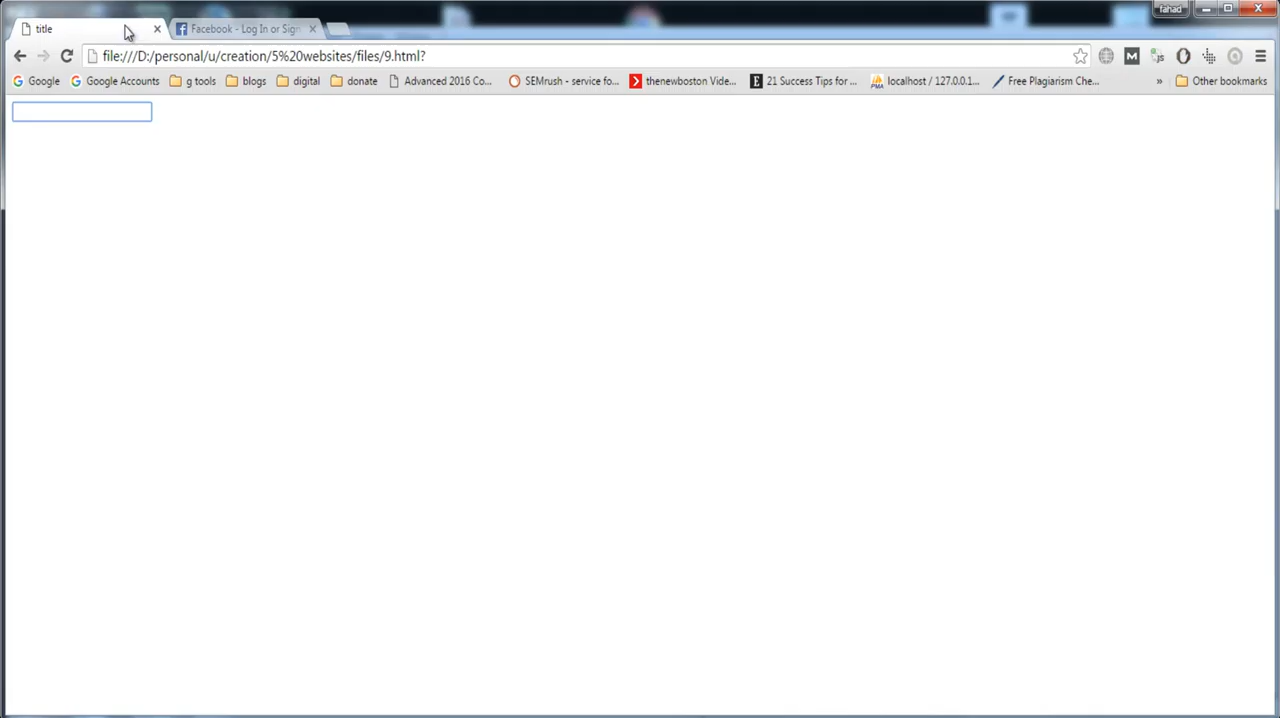 title
Facebook - Log In or Sign
fahad
file:///D:/personal/u/creation/5%20websites/files/9.html?
M
js
Google
Google Accounts
g tools
blogs
digital
donate
Advanced 2016 Co...
SEMrush - service fo...
thenewboston Vide...
E
21 Success Tips for ...
PMA
localhost / 127.0.0.1...
Free Plagiarism Che...
»
Other bookmarks